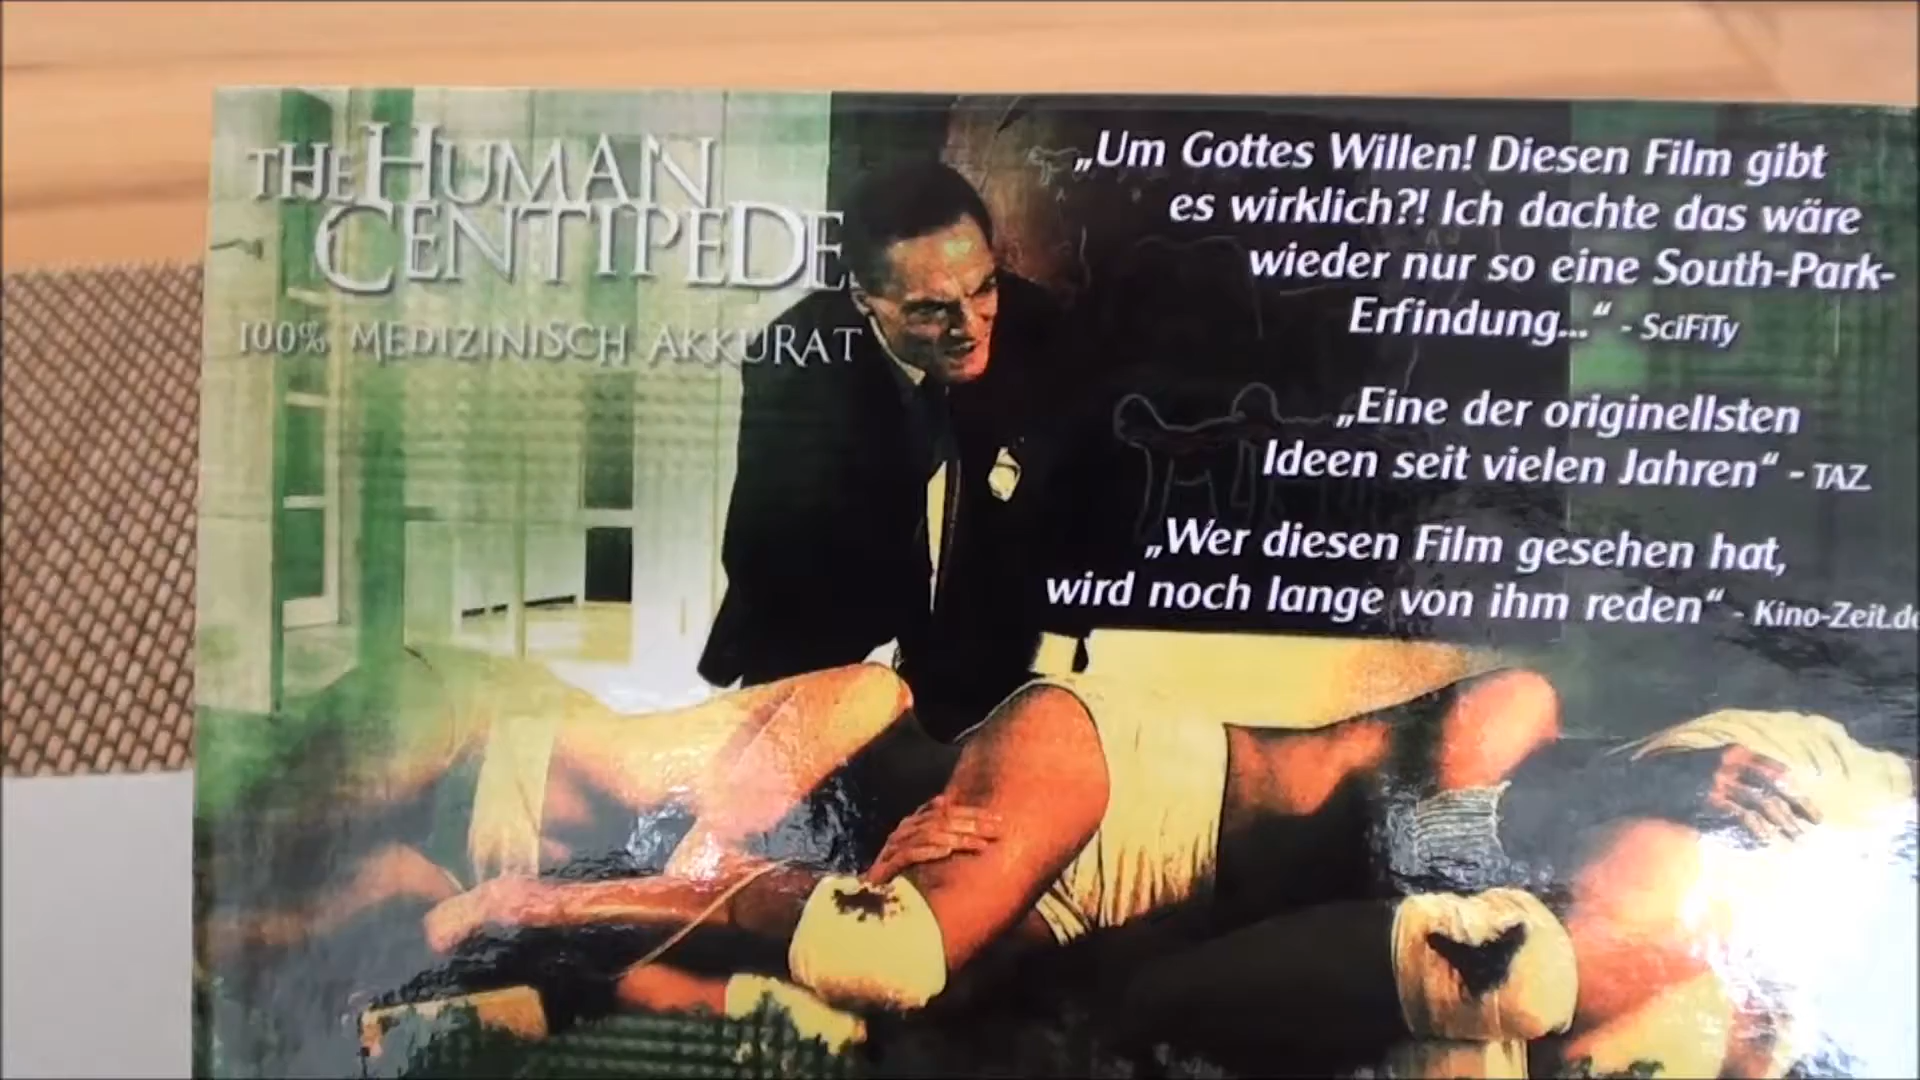 THE HUMAN
CENTIPEDE
100% MEDIZINISCH AKKURAT
„Um Gottes Willen! Diesen Film gibt
es wirklich?! Ich dachte das wäre
wieder nur so eine South-Park-
Erfindung...“ - SciFiTy
„Eine der originellsten
Ideen seit vielen Jahren“ - TAZ
„Wer diesen Film gesehen hat,
wird noch lange von ihm reden“ - Kino-Zeit.de